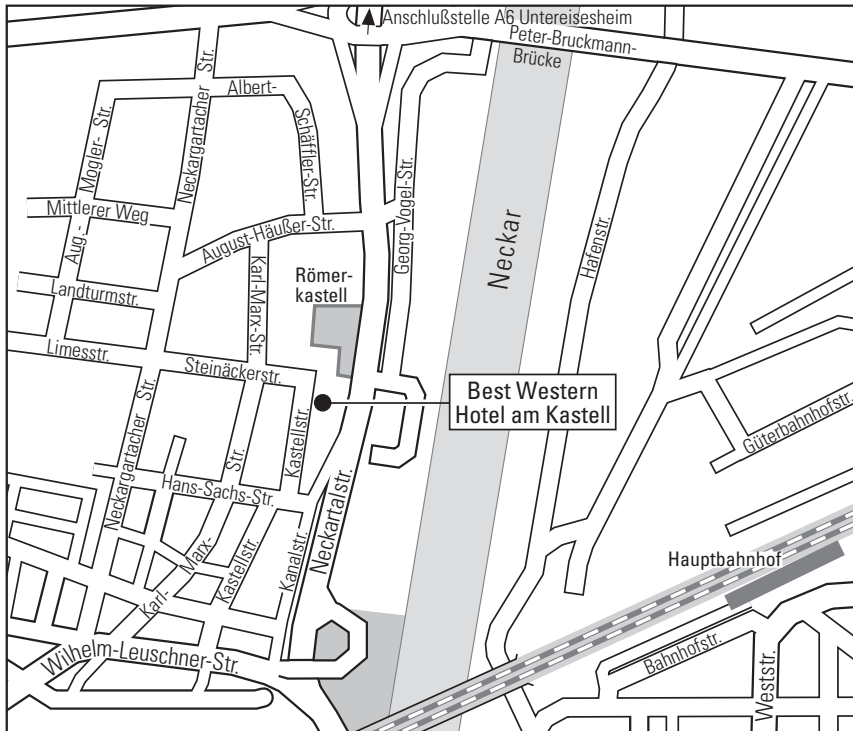 Anschlußstelle A6 Untereisesheim
Peter-Bruckmann-
Brücke
Neckargartacher Str.
Albert-
Schäffler-Str.
Aug.- Mogler- Str.
Mittlerer Weg
August-Häußer-Str.
Georg-Vogel-Str.
Neckar
Hafenstr.
Karl-Marx-Str.
Römer-
kastell
Landturmstr.
Limesstr.
Steinäckerstr.
Best Western
Hotel am Kastell
Kastellstr.
Güterbahnhofstr.
Neckargartacher Str.
Hans-Sachs-Str.
Neckartalstr.
Karl- Marx- Str.
Kastellstr.
Kanalstr.
Hauptbahnhof
Wilhelm-Leuschner-Str.
Bahnhofstr.
Weststr.